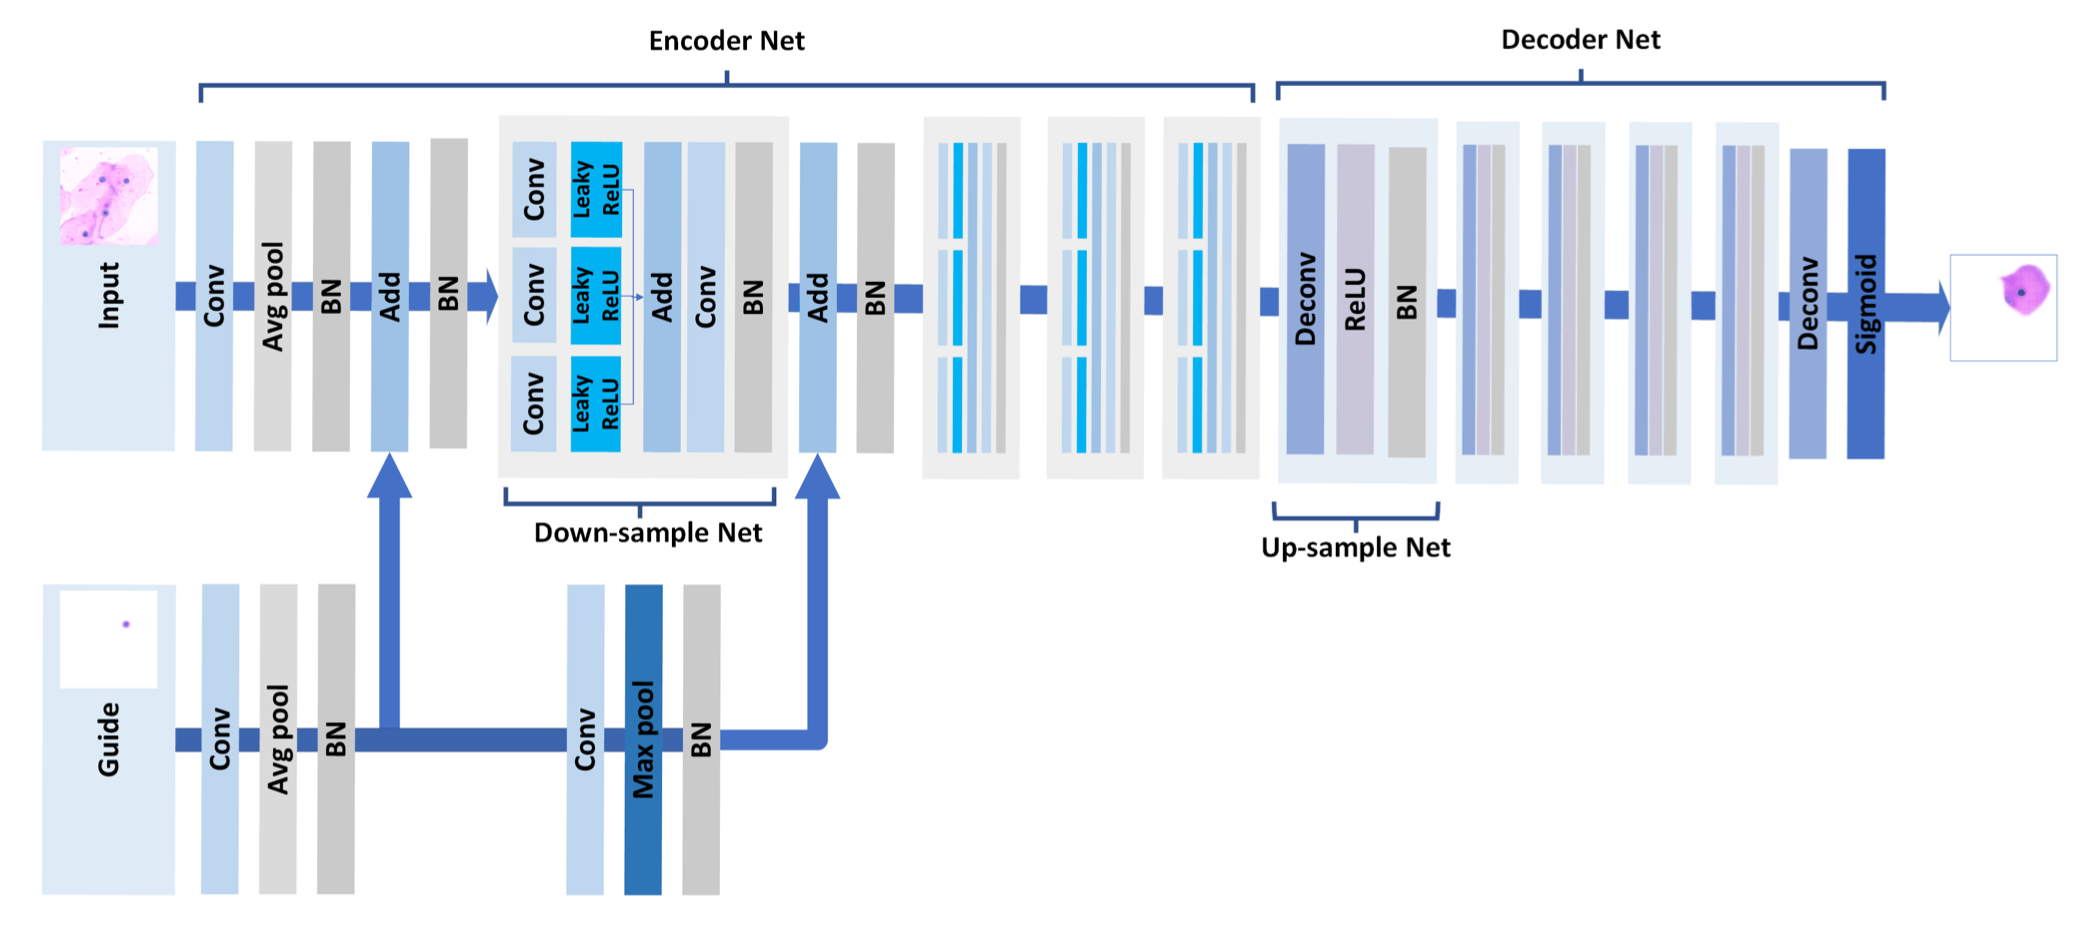 Encoder Net
Decoder Net
Input
Conv
Avg pool
BN
Add
BN
Conv
Leaky
ReLU
Conv
Leaky
ReLU
Conv
Leaky
ReLU
Add
Conv
BN
Add
BN
Deconv
ReLU
BN
Deconv
Sigmoid
Down-sample Net
Up-sample Net
Guide
Conv
Avg pool
BN
Conv
Max pool
BN